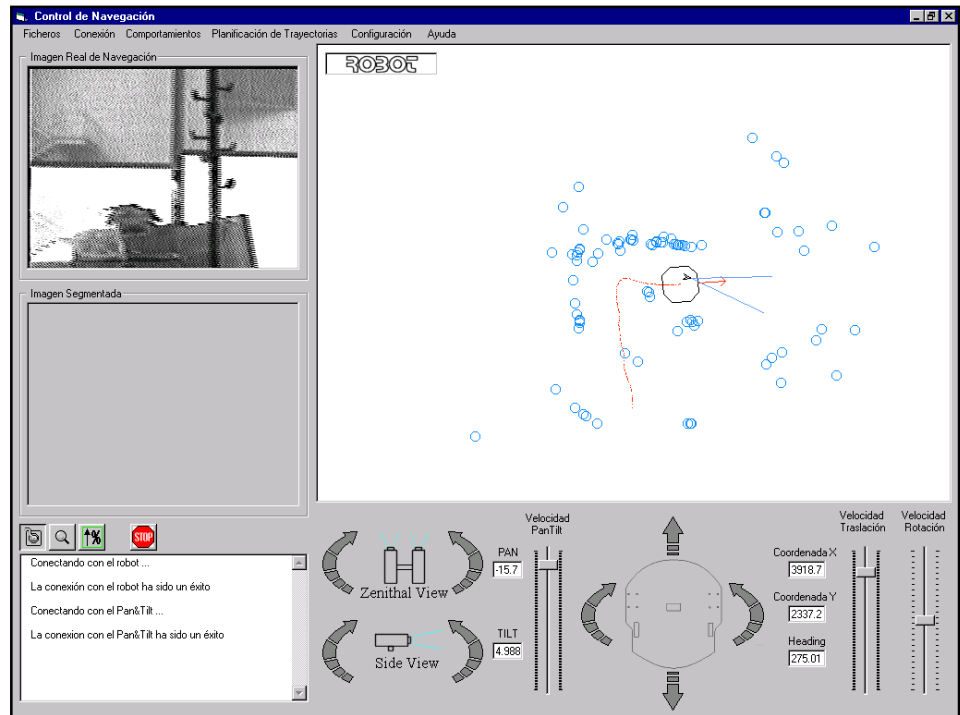 Control de Navegación
Ficheros Conexión Comportamientos Planificación de Trayectorias Configuración Ayuda
Imagen Real de Navegación
ROBOT
Imagen Segmentada
STOP
Conectando con el robot ...
La conexión con el robot ha sido un éxito
Conectando con el Pan&Tilt ...
La conexion con el Pan&Tilt ha sido un éxito
Zenithal View
Side View
Velocidad
PanTilt
PAN
-15.7
TILT
4.988
Coordenada X
3918.7
Coordenada Y
2337.2
Heading
275.01
Velocidad
Traslación
Velocidad
Rotación